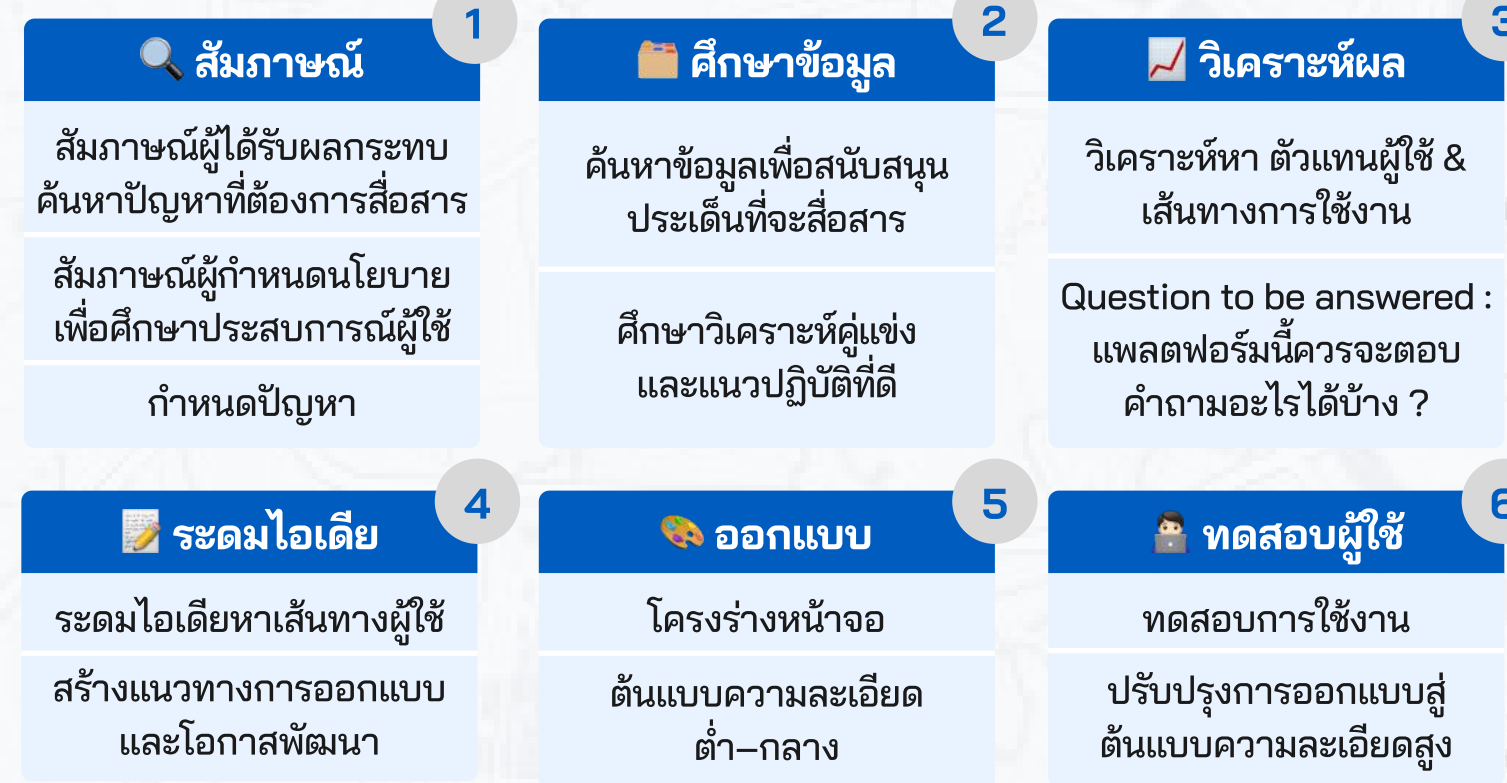 1
สัมภาษณ์
สัมภาษณ์ผู้ได้รับผลกระทบ
ค้นหาปัญหาที่ต้องการสื่อสาร
สัมภาษณ์ผู้กำหนดนโยบาย
เพื่อศึกษาประสบการณ์ผู้ใช้
กำหนดปัญหา
2
ศึกษาข้อมูล
ค้นหาข้อมูลเพื่อสนับสนุน
ประเด็นที่จะสื่อสาร
ศึกษาวิเคราะห์คู่แข่ง
และแนวปฏิบัติที่ดี
3
วิเคราะห์ผล
วิเคราะห์หา ตัวแทนผู้ใช้ &
เส้นทางการใช้งาน
Question to be answered :
แพลตฟอร์มนี้ควรจะตอบ
คำถามอะไรได้บ้าง ?
4
ระดมไอเดีย
ระดมไอเดียหาเส้นทางผู้ใช้
สร้างแนวทางการออกแบบ
และโอกาสพัฒนา
5
ออกแบบ
โครงร่างหน้าจอ
ต้นแบบความละเอียด
ต่ำ–กลาง
6
ทดสอบผู้ใช้
ทดสอบการใช้งาน
ปรับปรุงการออกแบบสู่
ต้นแบบความละเอียดสูง